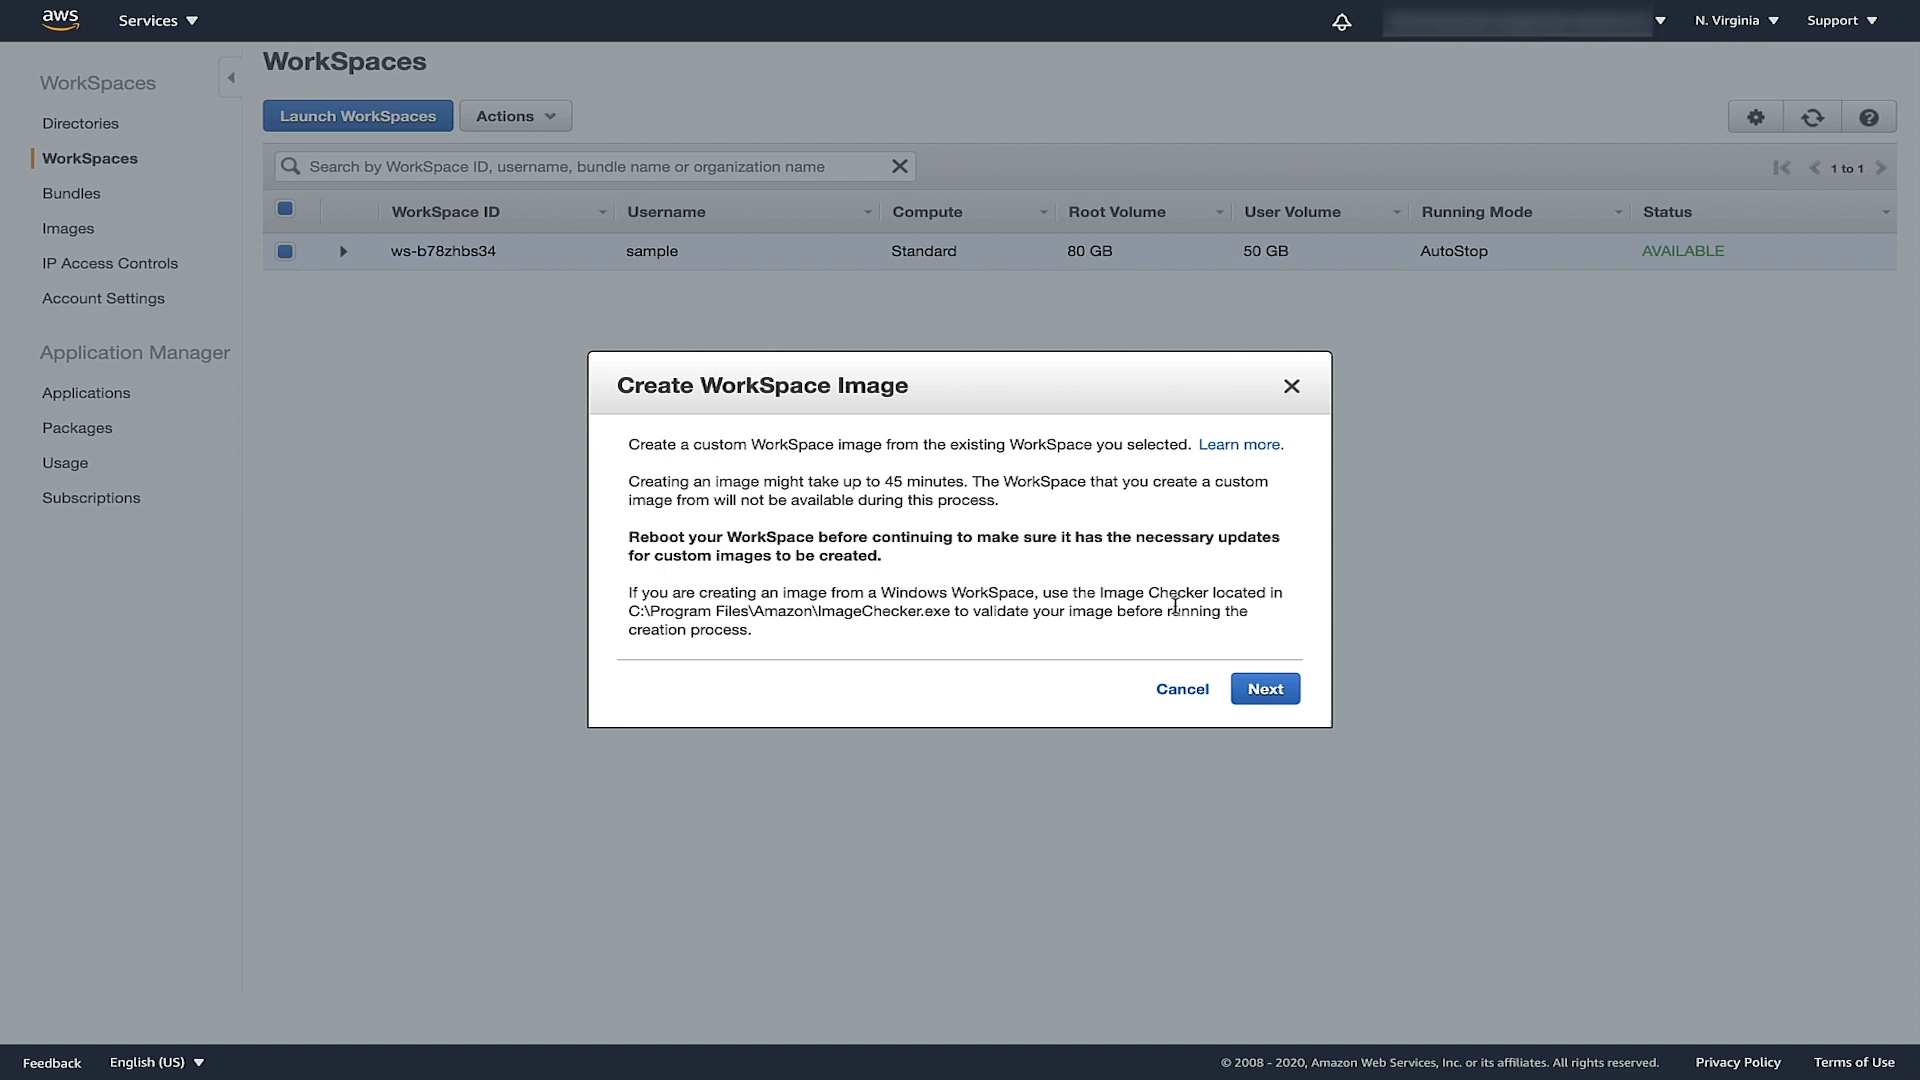 aws
Services
N. Virginia
Support
WorkSpaces
WorkSpaces
Launch WorkSpaces
Actions
Directories
WorkSpaces
Bundles
Images
IP Access Controls
Account Settings
Application Manager
Applications
Packages
Usage
Subscriptions
Search by WorkSpace ID, username, bundle name or organization name
1 to 1
WorkSpace ID Username Compute Root Volume User Volume Running Mode Status
ws-b78zhbs34 sample Standard 80 GB 50 GB AutoStop AVAILABLE
Create WorkSpace Image
Create a custom WorkSpace image from the existing WorkSpace you selected. Learn more.
Creating an image might take up to 45 minutes. The WorkSpace that you create a custom
image from will not be available during this process.
Reboot your WorkSpace before continuing to make sure it has the necessary updates
for custom images to be created.
If you are creating an image from a Windows WorkSpace, use the Image Checker located in
C:\Program Files\Amazon\ImageChecker.exe to validate your image before running the
creation process.
Cancel
Next
Feedback
English (US)
© 2008 - 2020, Amazon Web Services, Inc. or its affiliates. All rights reserved.
Privacy Policy
Terms of Use